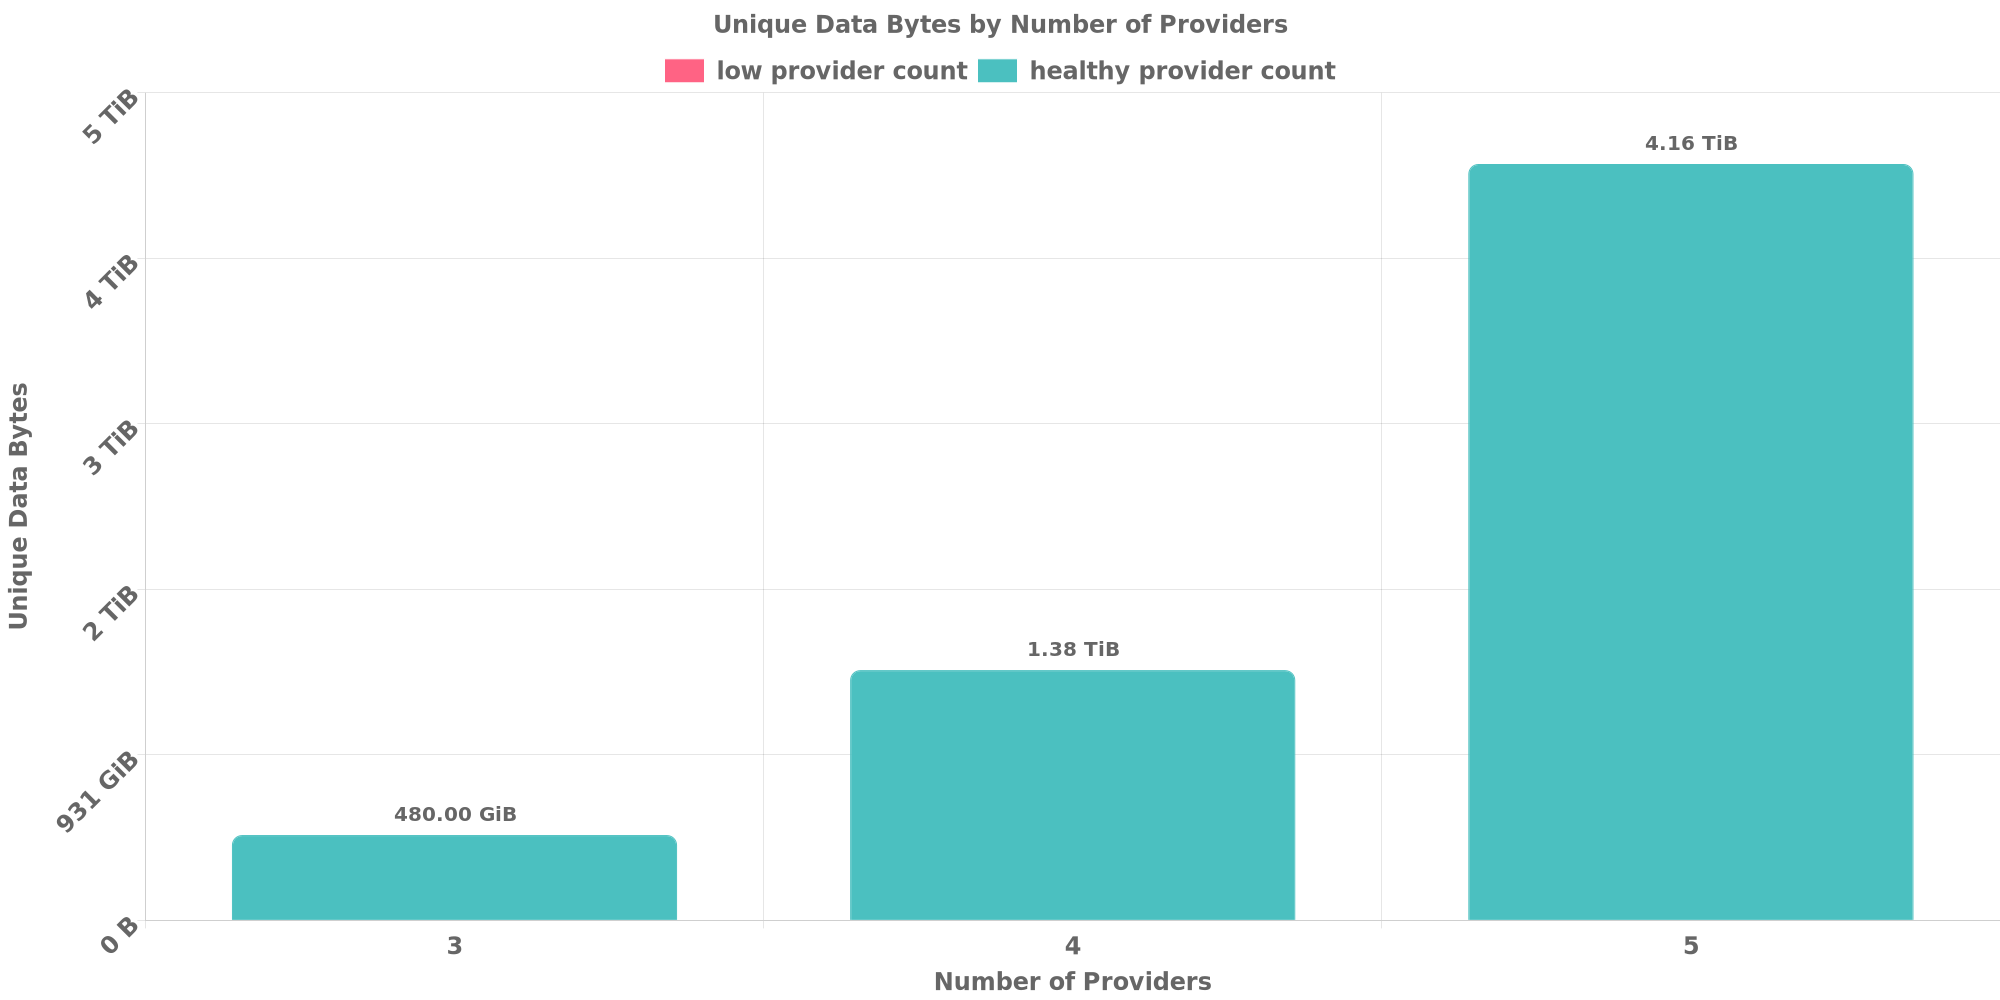 Unique Data Bytes by Number of Providers
low provider count healthy provider count
5 TiB
4 TiB
3 TiB
2 TiB
931 GiB
0 B
Unique Data Bytes
480.00 GiB
1.38 TiB
4.16 TiB
3 4 5
Number of Providers